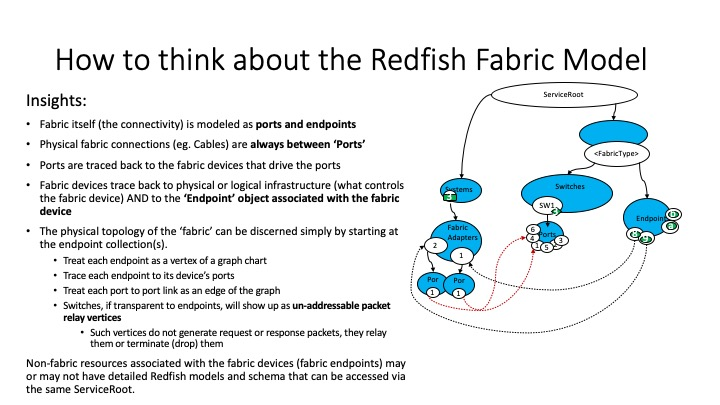 How to think about the Redfish Fabric Model
Insights:
• Fabric itself (the connectivity) is modeled as ports and endpoints
• Physical fabric connections (eg. Cables) are always between ‘Ports’
• Ports are traced back to the fabric devices that drive the ports
• Fabric devices trace back to physical or logical infrastructure (what controls
the fabric device) AND to the ‘Endpoint’ object associated with the fabric
device
• The physical topology of the ‘fabric’ can be discerned simply by starting at
the endpoint collection(s).
• Treat each endpoint as a vertex of a graph chart
• Trace each endpoint to its device’s ports
• Treat each port to port link as an edge of the graph
• Switches, if transparent to endpoints, will show up as un-addressable packet
relay vertices
• Such vertices do not generate request or response packets, they relay
them or terminate (drop) them
Non-fabric resources associated with the fabric devices (fabric endpoints) may
or may not have detailed Redfish models and schema that can be accessed via
the same ServiceRoot.
ServiceRoot
<FabricType>
Systems
Switches
SW1
Endpoint
Fabric
Adapters
2
1
Ports
6
4
1
5
3
Por
Por
1
1